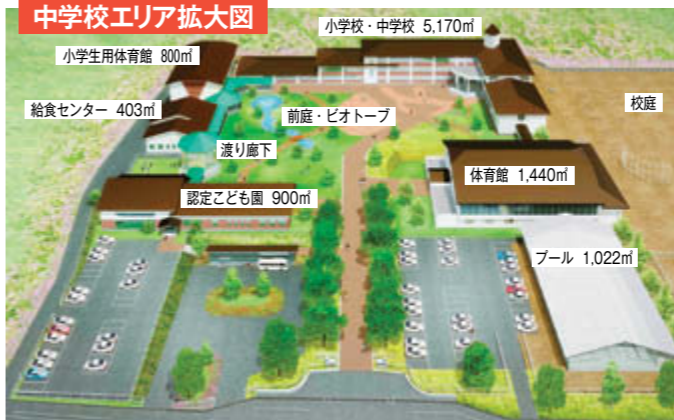 中学校エリア拡大図
小学校・中学校 5,170㎡
小学生用体育館 800㎡
給食センター 403㎡
前庭・ビオトーブ
校庭
渡り廊下
体育館 1,440㎡
認定こども園 900㎡
プール 1,022㎡